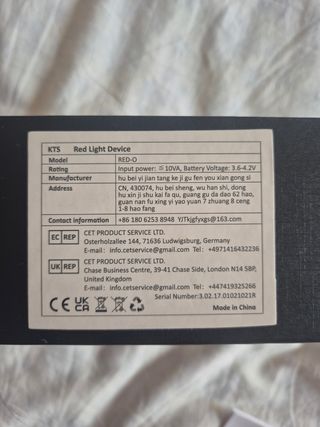 KTS Red Light Device
Model RED-O
Rating Input power: ≤10VA, Battery Voltage: 3.6-4.2V
Manufacturer hu bei yi jian tang ke ji gu fen you xian gong si
Address CN, 430074, hu bei sheng, wu han shi, dong
hu xin ji shu kai fa qu, guang gu da dao 62 hao,
guan nan fu xing yi yao yuan 7 zhuang 8 ceng
1-8 hao fang
Contact information +86 180 6253 8948 YJTkjgfyxgs@163.com
EC REP CET PRODUCT SERVICE LTD.
Osterholzallee 144, 71636 Ludwigsburg, Germany
E-mail: info.cetservice@gmail.com Tel: +4971416432236
UK REP CET PRODUCT SERVICE LTD.
Chase Business Centre, 39-41 Chase Side, London N14 5BP,
United Kingdom
E-mail: info.cetservice@gmail.com Tel: +447419325266
Serial Number:3.02.17.01021021R
CE UK CA Made in China